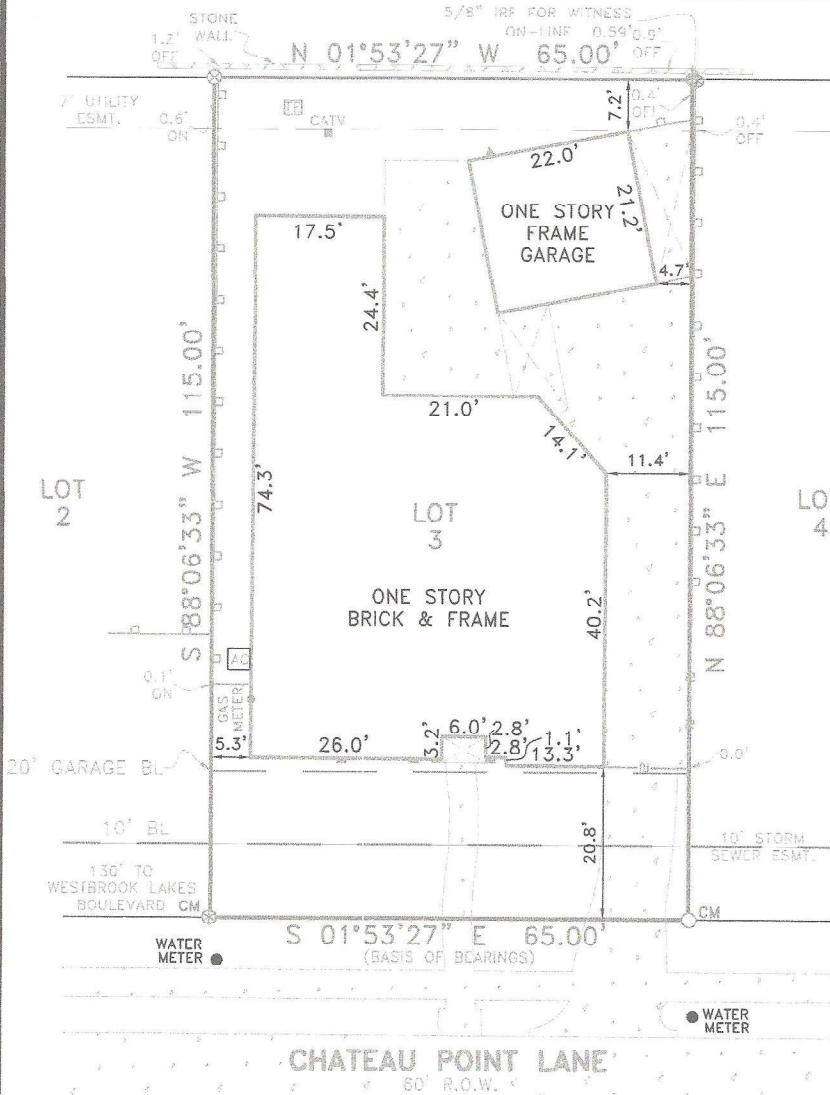 5/8" IRF FOR WITNESS
STONE
WALL
ON-LINE 0.59' 0.9'
OFF
1.2'
OFF
N 01°53'27" W 65.00'
7' UTILITY
ESMT.
0.6'
ON
CATV
7.2'
0.4'
OFF
0.4'
OFF
22.0'
21.2'
ONE STORY
FRAME
GARAGE
17.5'
4.7'
24.4'
S 88°06'33" W 115.00'
N 88°06'33" E 115.00'
21.0'
14.1'
11.4'
74.3'
LOT
2
LOT
3
LO
4
ONE STORY
BRICK & FRAME
40.2'
AC
0.1'
ON
GAS
METER
5.3'
26.0'
3.2'
6.0'
2.8'
2.8'
1.1'
13.3'
20' GARAGE BL
0.0'
10' BL
20.8'
10' STORM
SEWER ESMT.
130' TO
WESTBROOK LAKES
BOULEVARD CM
CM
S 01°53'27" E 65.00'
(BASIS OF BEARINGS)
WATER
METER
WATER
METER
CHATEAU POINT LANE
60' R.O.W.